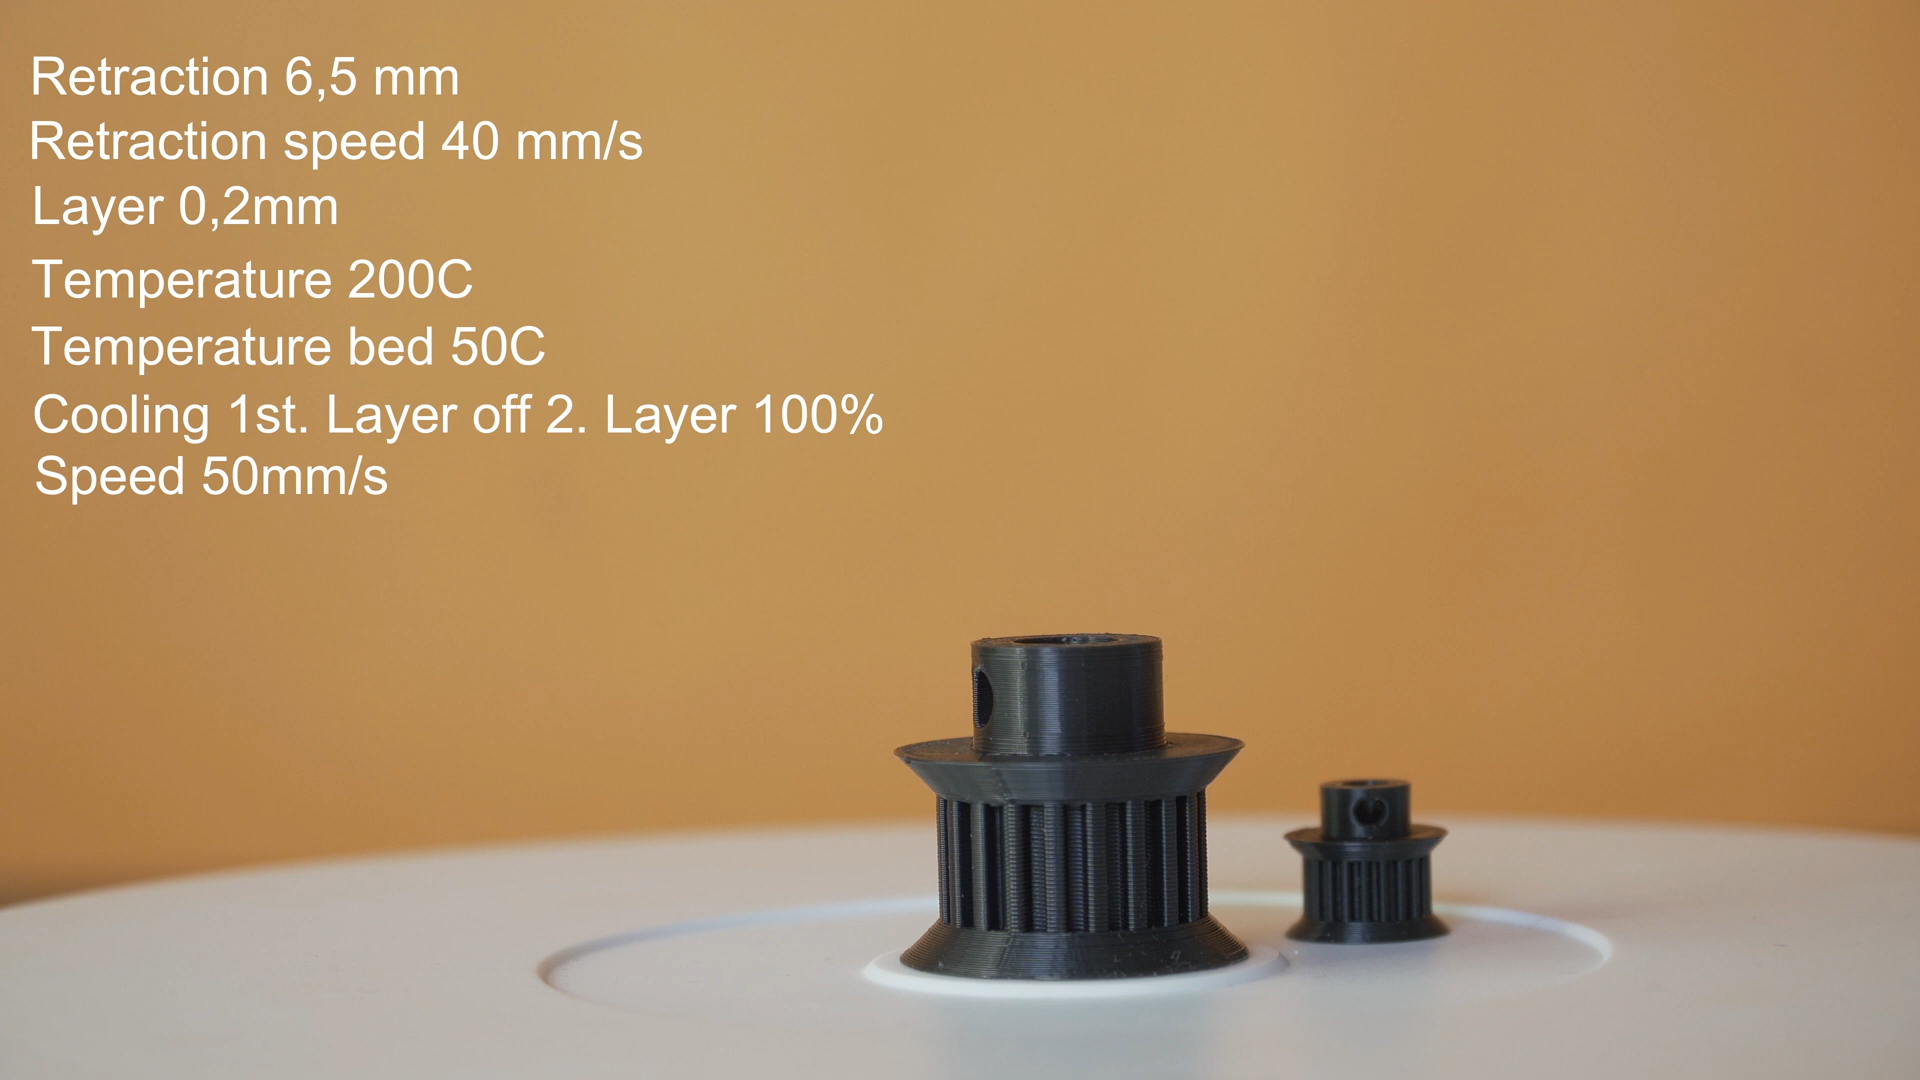 Retraction 6,5 mm
Retraction speed 40 mm/s
Layer 0,2mm
Temperature 200C
Temperature bed 50C
Cooling 1st. Layer off 2. Layer 100%
Speed 50mm/s